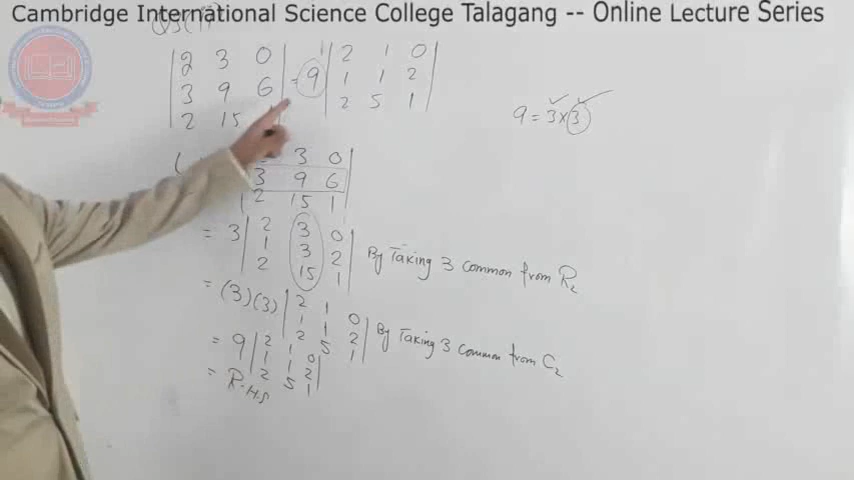 Cambridge International Science College Talagang -- Online Lecture Series
Q3(ii)
2 3 0 2 1 0
3 9 6 = 9 1 1 2
2 15 2 5 1
9 = 3×3
3 0
3 9 6
2 15 1
= 3 2 3 0
1 3 2 By Taking 3 common from R₂
2 15 1
= (3)(3) 2 1 0
1 1 2 By Taking 3 common from C₂
2 5 1
= 9 2 1 0
1 1 2
2 5 1
= R.H.S